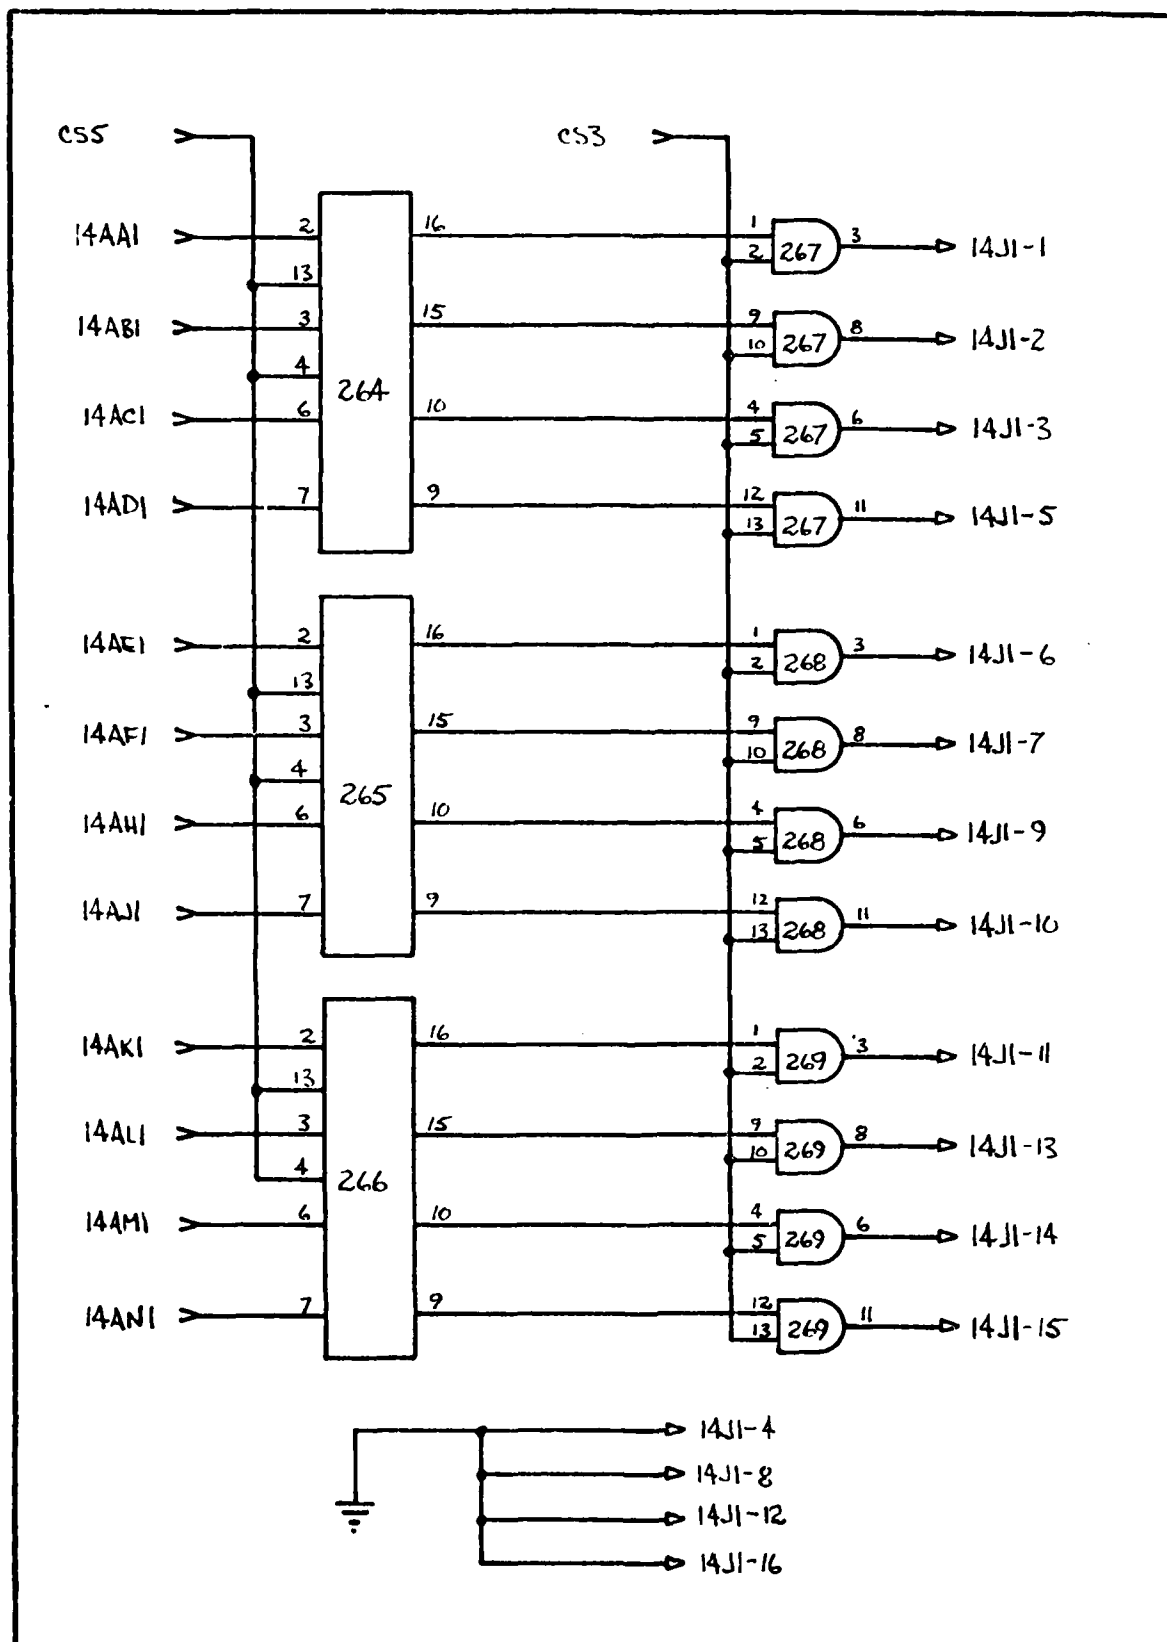 CS5 CS3
14AA1 2 16 1 267 3 14J1-1
13 2
14AB1 3 15 9 267 8 14J1-2
4 10
264
14AC1 6 10 4 267 6 14J1-3
5
14AD1 7 9 12 267 11 14J1-5
13
14AE1 2 16 1 268 3 14J1-6
13 2
14AF1 3 15 9 268 8 14J1-7
4 10
265
14AH1 6 10 4 268 6 14J1-9
5
14AJ1 7 9 12 268 11 14J1-10
13
14AK1 2 16 1 269 3 14J1-11
13 2
14AL1 3 15 9 269 8 14J1-13
4 10
266
14AM1 6 10 4 269 6 14J1-14
5
14AN1 7 9 12 269 11 14J1-15
13
14J1-4
14J1-8
14J1-12
14J1-16